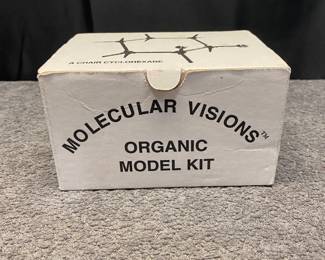 A CHAIR CYCLOHEXANE
MOLECULAR VISIONS™
ORGANIC
MODEL KIT